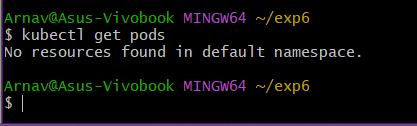 Arnav@Asus-Vivobook MINGW64 ~/exp6
$ kubectl get pods
No resources found in default namespace.
Arnav@Asus-Vivobook MINGW64 ~/exp6
$